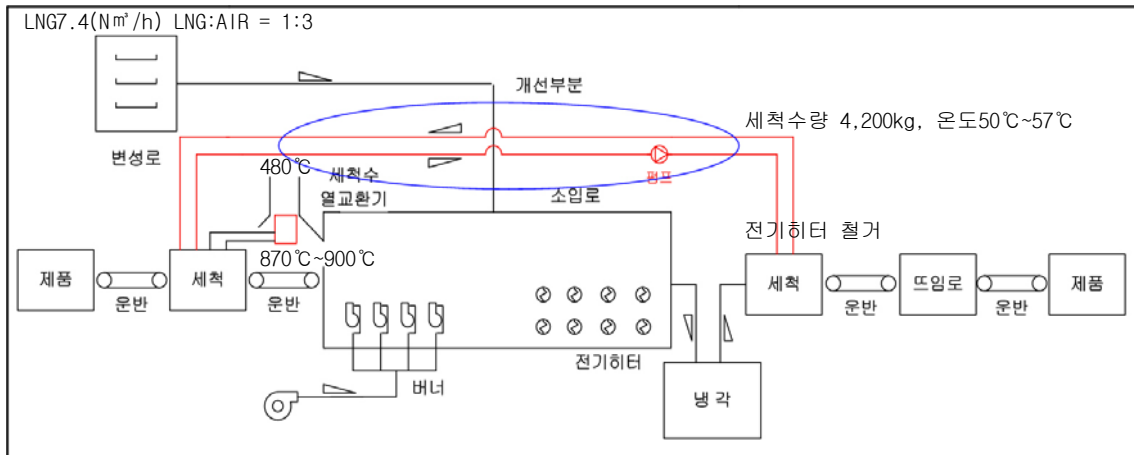 LNG7.4(N㎥/h) LNG:AIR = 1:3
개선부분
세척수량 4,200kg, 온도50℃~57℃
변성로
480℃
세척수
열교환기
펌프
소입로
전기히터 철거
870℃~900℃
제품
운반
세척
운반
세척
운반
뜨임로
운반
제품
전기히터
버너
냉 각